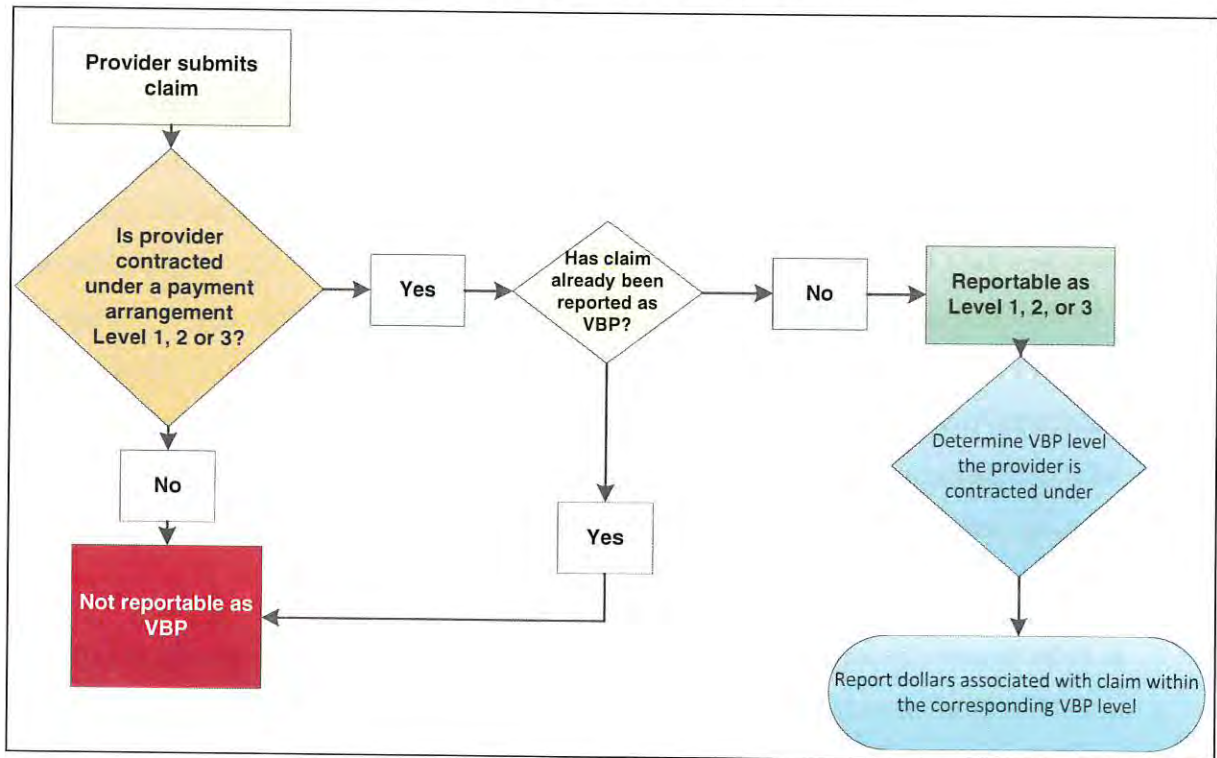 Provider submits
claim
Is provider
contracted
under a payment
arrangement
Level 1, 2 or 3?
Yes
Has claim
already been
reported as
VBP?
No
Reportable as
Level 1, 2, or 3
No
Yes
Determine VBP level
the provider is
contracted under
Not reportable as
VBP
Report dollars associated with claim within
the corresponding VBP level